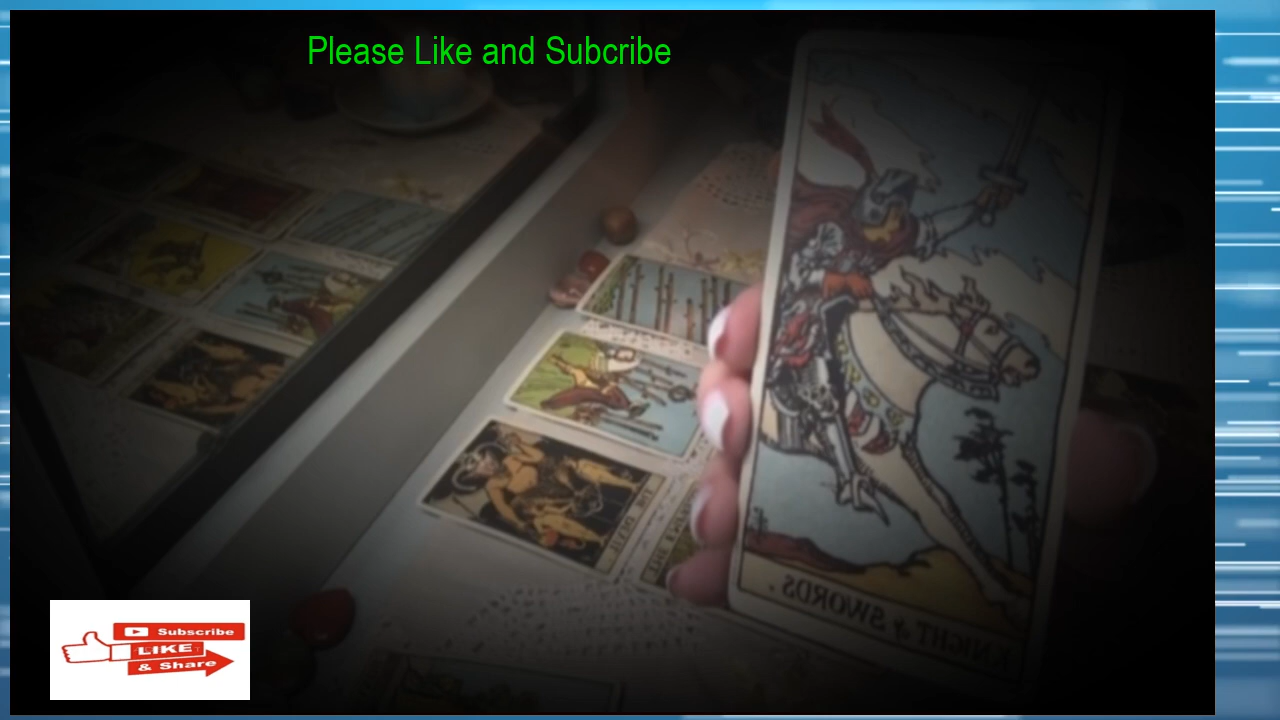 Please Like and Subcribe
Subscribe
LIKE
& Share
KNIGHT of SWORDS.